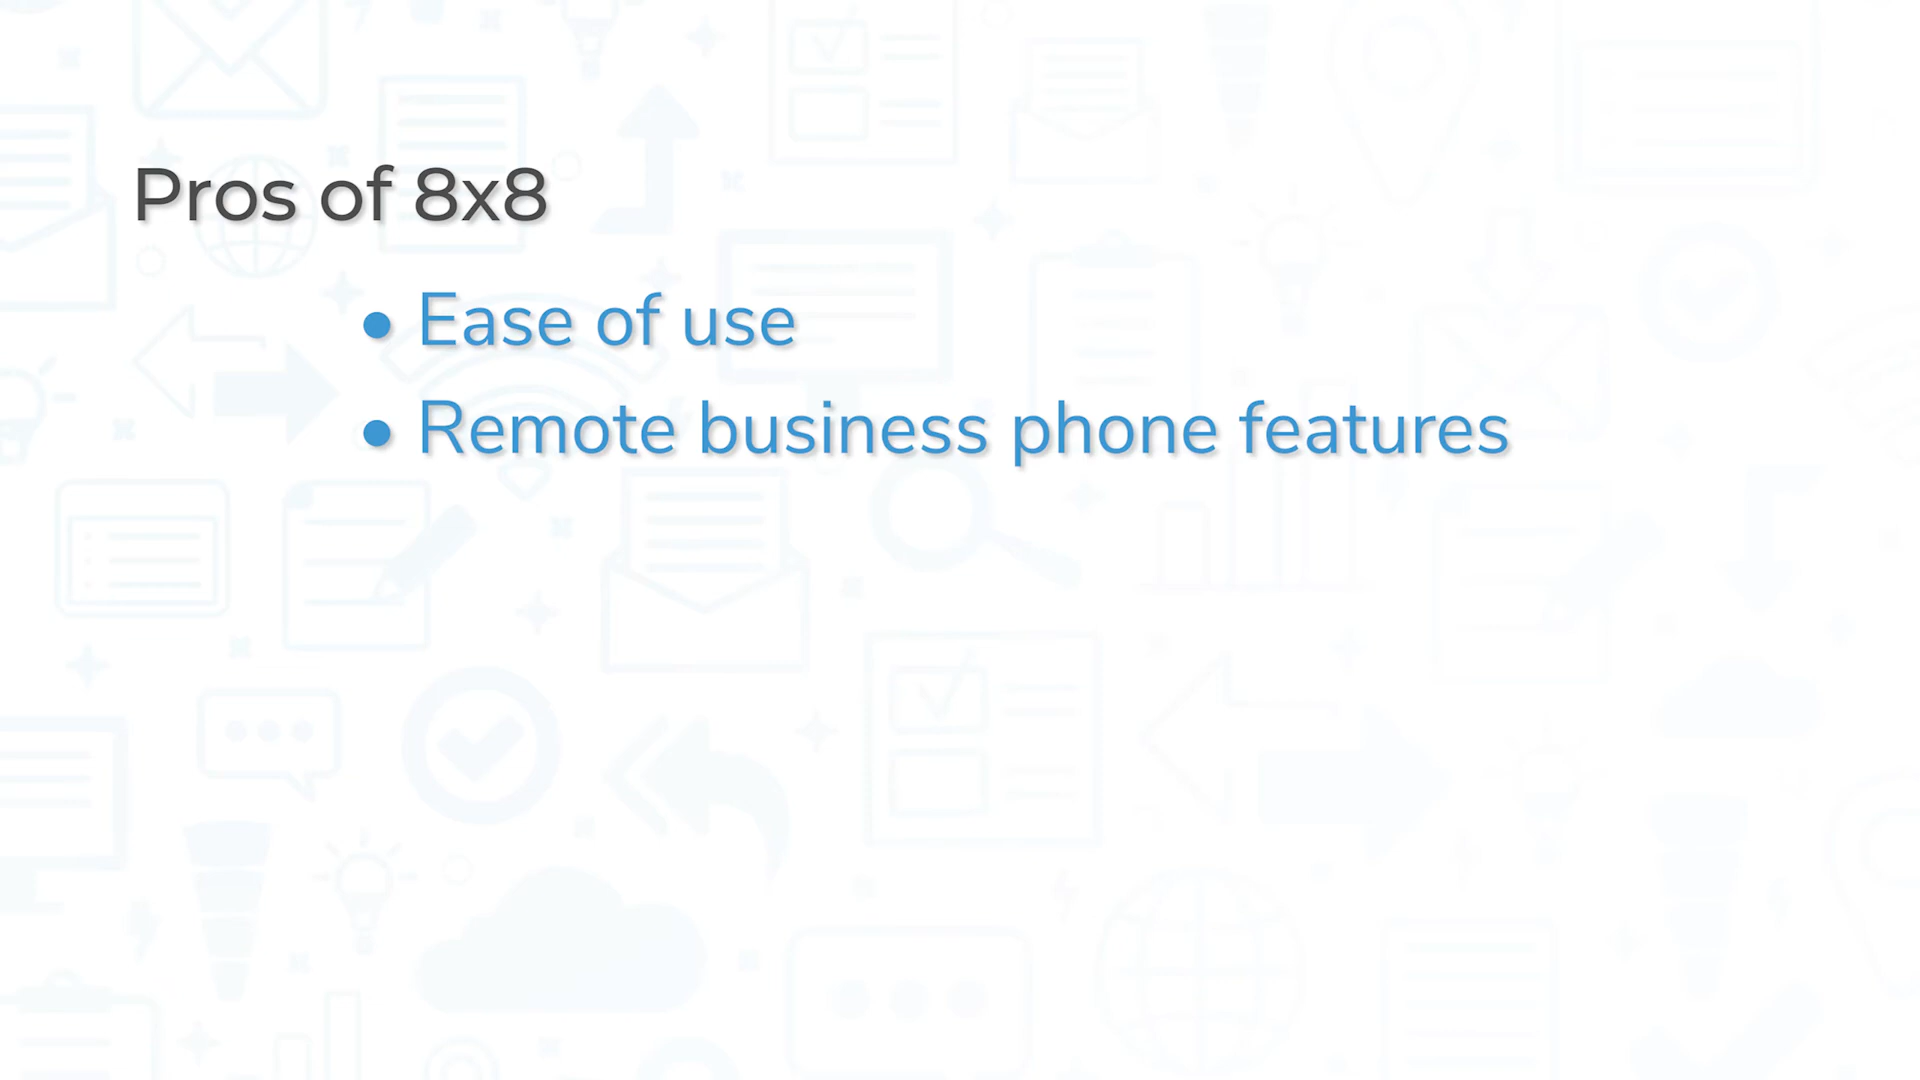 Pros of 8x8
• Ease of use
• Remote business phone features